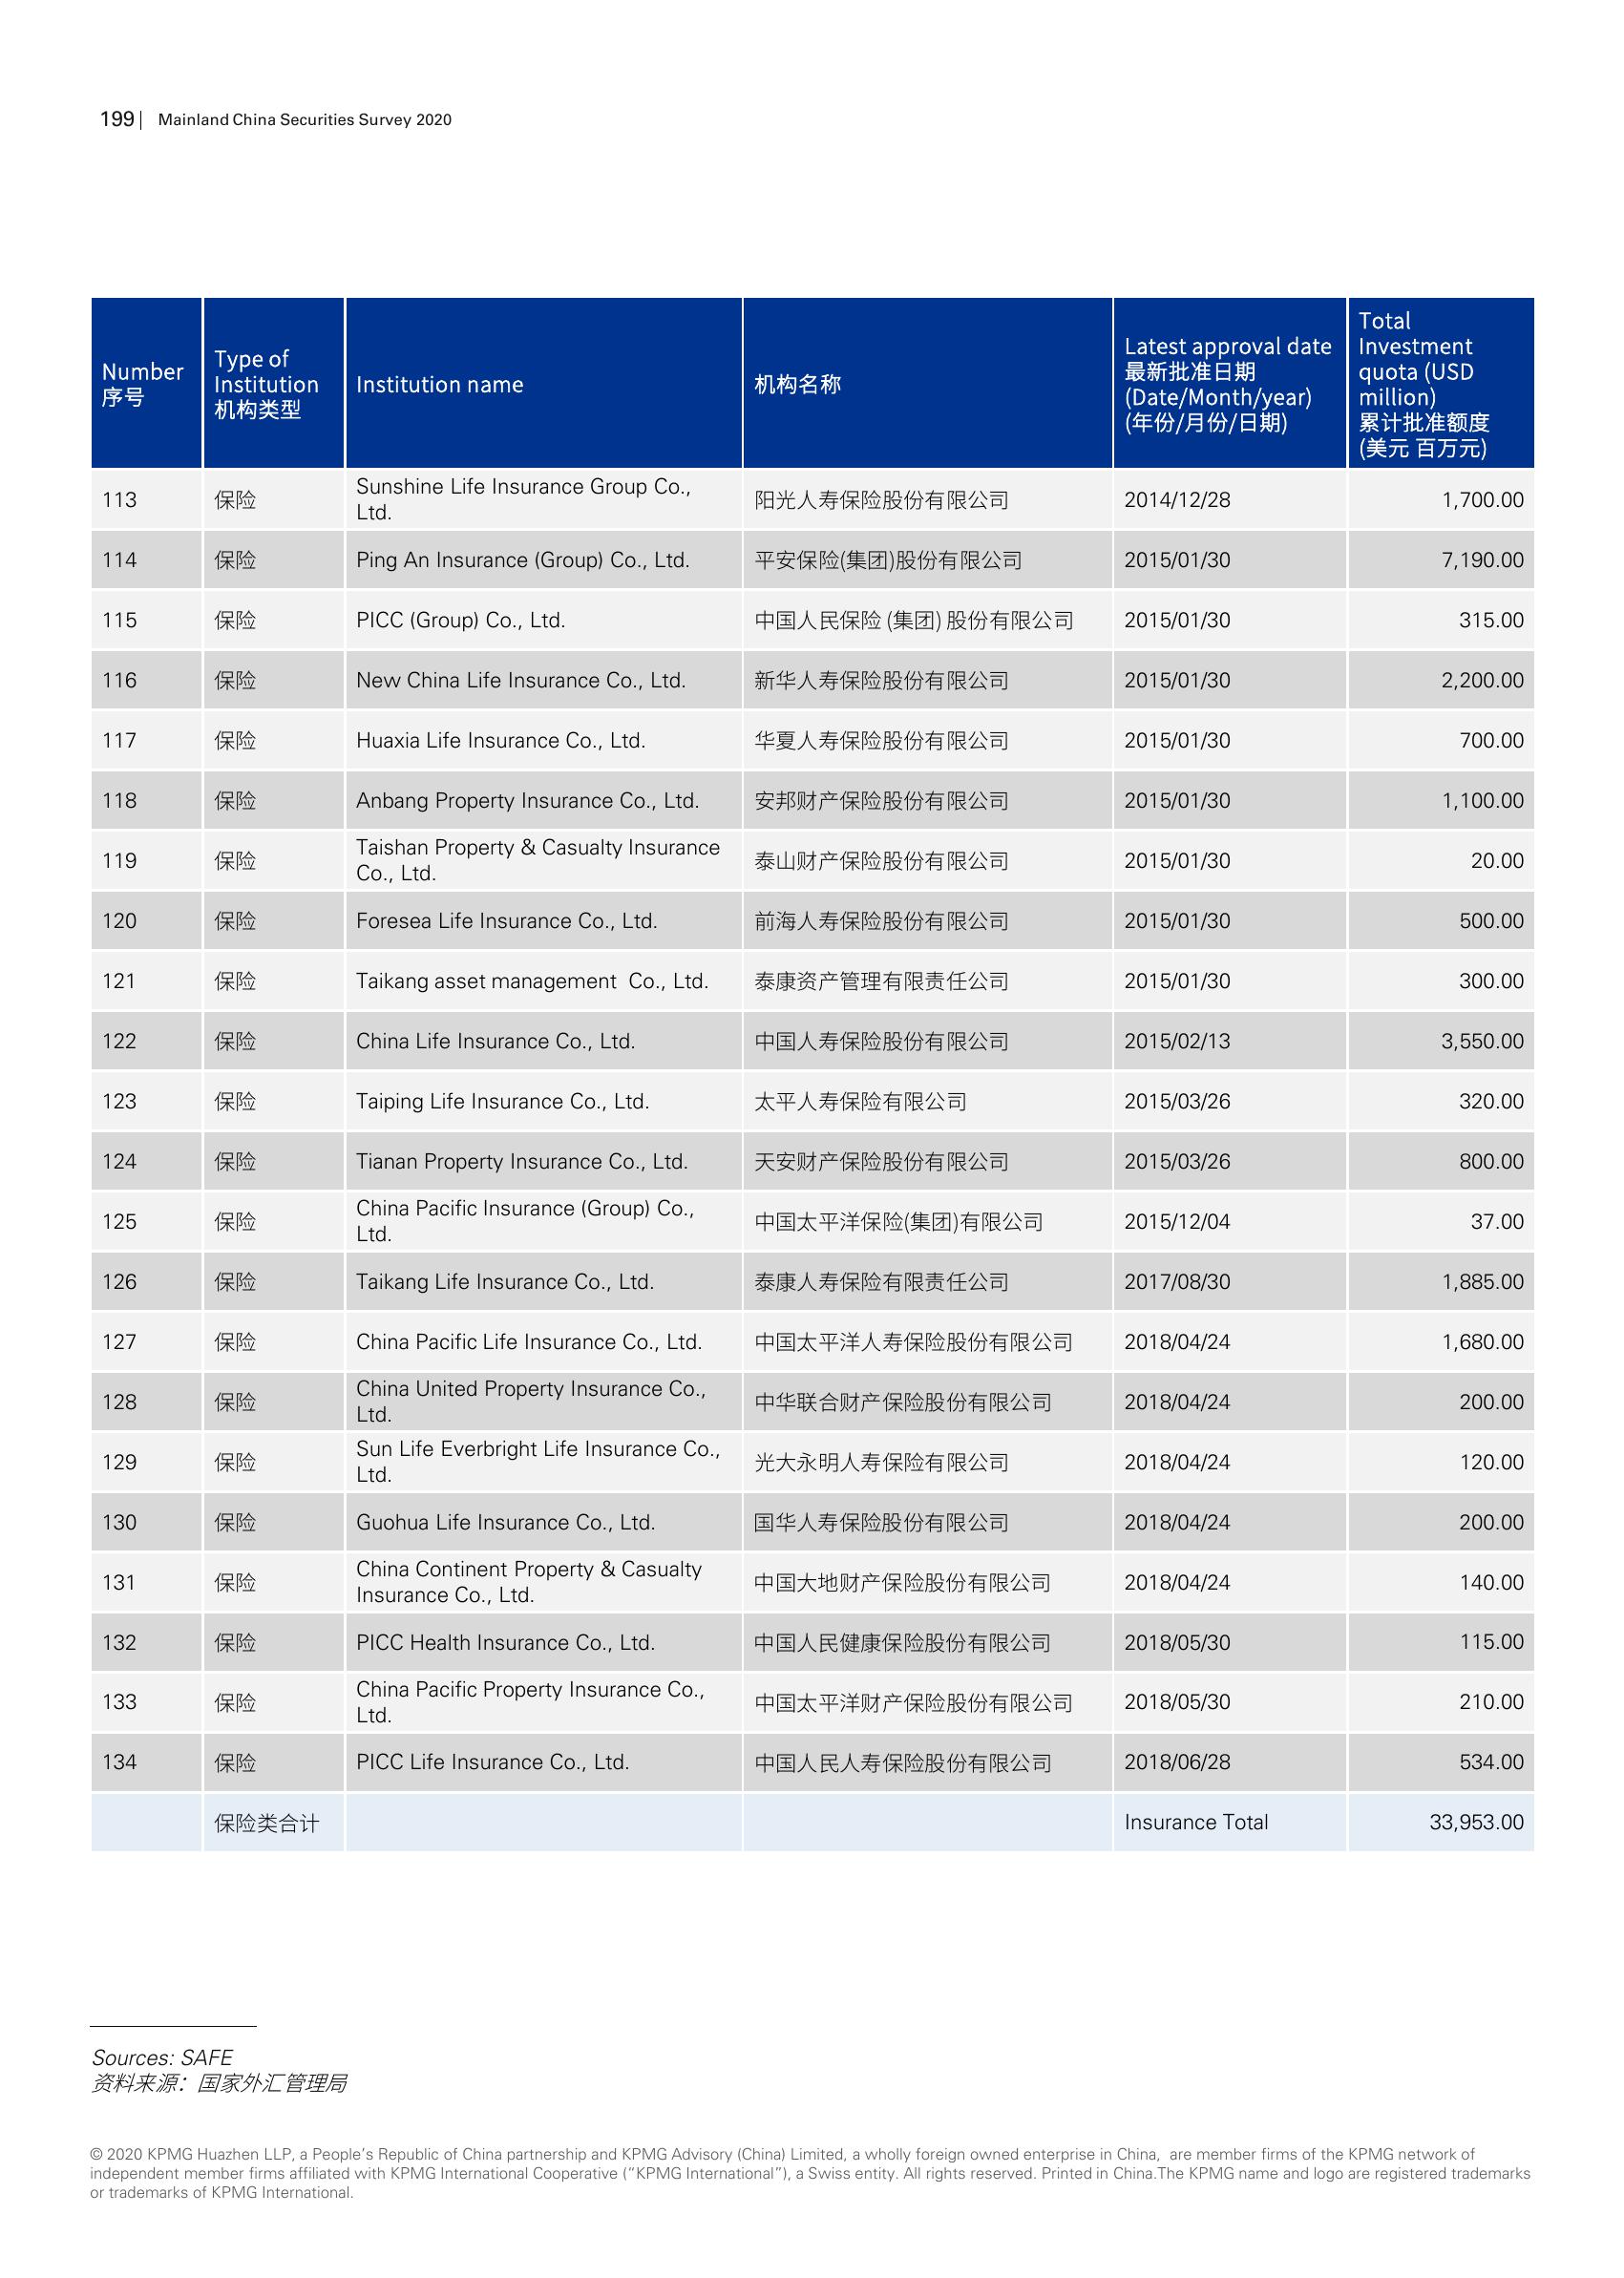 199 | Mainland China Securities Survey 2020
Number
序号
Type of
Institution
机构类型
Institution name
机构名称
Latest approval date
最新批准日期
(Date/Month/year)
(年份/月份/日期)
Total
Investment
quota (USD
million)
累计批准额度
(美元 百万元)
113 保险 Sunshine Life Insurance Group Co.,
Ltd. 阳光人寿保险股份有限公司 2014/12/28 1,700.00
114 保险 Ping An Insurance (Group) Co., Ltd. 平安保险(集团)股份有限公司 2015/01/30 7,190.00
115 保险 PICC (Group) Co., Ltd. 中国人民保险 (集团) 股份有限公司 2015/01/30 315.00
116 保险 New China Life Insurance Co., Ltd. 新华人寿保险股份有限公司 2015/01/30 2,200.00
117 保险 Huaxia Life Insurance Co., Ltd. 华夏人寿保险股份有限公司 2015/01/30 700.00
118 保险 Anbang Property Insurance Co., Ltd. 安邦财产保险股份有限公司 2015/01/30 1,100.00
119 保险 Taishan Property & Casualty Insurance
Co., Ltd. 泰山财产保险股份有限公司 2015/01/30 20.00
120 保险 Foresea Life Insurance Co., Ltd. 前海人寿保险股份有限公司 2015/01/30 500.00
121 保险 Taikang asset management  Co., Ltd. 泰康资产管理有限责任公司 2015/01/30 300.00
122 保险 China Life Insurance Co., Ltd. 中国人寿保险股份有限公司 2015/02/13 3,550.00
123 保险 Taiping Life Insurance Co., Ltd. 太平人寿保险有限公司 2015/03/26 320.00
124 保险 Tianan Property Insurance Co., Ltd. 天安财产保险股份有限公司 2015/03/26 800.00
125 保险 China Pacific Insurance (Group) Co.,
Ltd. 中国太平洋保险(集团)有限公司 2015/12/04 37.00
126 保险 Taikang Life Insurance Co., Ltd. 泰康人寿保险有限责任公司 2017/08/30 1,885.00
127 保险 China Pacific Life Insurance Co., Ltd. 中国太平洋人寿保险股份有限公司 2018/04/24 1,680.00
128 保险 China United Property Insurance Co.,
Ltd. 中华联合财产保险股份有限公司 2018/04/24 200.00
129 保险 Sun Life Everbright Life Insurance Co.,
Ltd. 光大永明人寿保险有限公司 2018/04/24 120.00
130 保险 Guohua Life Insurance Co., Ltd. 国华人寿保险股份有限公司 2018/04/24 200.00
131 保险 China Continent Property & Casualty
Insurance Co., Ltd. 中国大地财产保险股份有限公司 2018/04/24 140.00
132 保险 PICC Health Insurance Co., Ltd. 中国人民健康保险股份有限公司 2018/05/30 115.00
133 保险 China Pacific Property Insurance Co.,
Ltd. 中国太平洋财产保险股份有限公司 2018/05/30 210.00
134 保险 PICC Life Insurance Co., Ltd. 中国人民人寿保险股份有限公司 2018/06/28 534.00
保险类合计 Insurance Total 33,953.00
Sources: SAFE
资料来源：国家外汇管理局
© 2020 KPMG Huazhen LLP, a People’s Republic of China partnership and KPMG Advisory (China) Limited, a wholly foreign owned enterprise in China,  are member firms of the KPMG network of
independent member firms affiliated with KPMG International Cooperative (“KPMG International”), a Swiss entity. All rights reserved. Printed in China.The KPMG name and logo are registered trademarks
or trademarks of KPMG International.